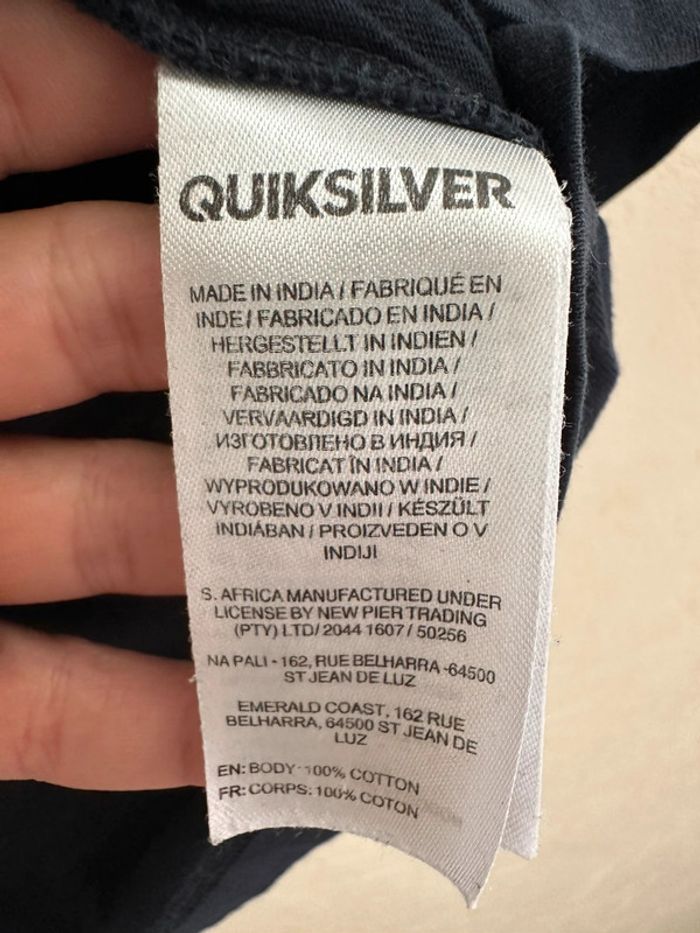 QUIKSILVER
MADE IN INDIA / FABRIQUÉ EN
INDE / FABRICADO EN INDIA /
HERGESTELLT IN INDIEN /
FABBRICATO IN INDIA /
FABRICADO NA INDIA /
VERVAARDIGD IN INDIA /
ИЗГОТОВЛЕНО В ИНДИЯ /
FABRICAT ÎN INDIA /
WYPRODUKOWANO W INDIE /
VYROBENO V INDII / KÉSZÜLT
INDIÁBAN / PROIZVEDEN O V
INDIJI
S. AFRICA MANUFACTURED UNDER
LICENSE BY NEW PIER TRADING
(PTY) LTD/ 2044 1607 / 50256
NA PALI - 162, RUE BELHARRA -64500
ST JEAN DE LUZ
EMERALD COAST, 162 RUE
BELHARRA, 64500 ST JEAN DE
LUZ
EN: BODY: 100% COTTON
FR: CORPS: 100% COTON